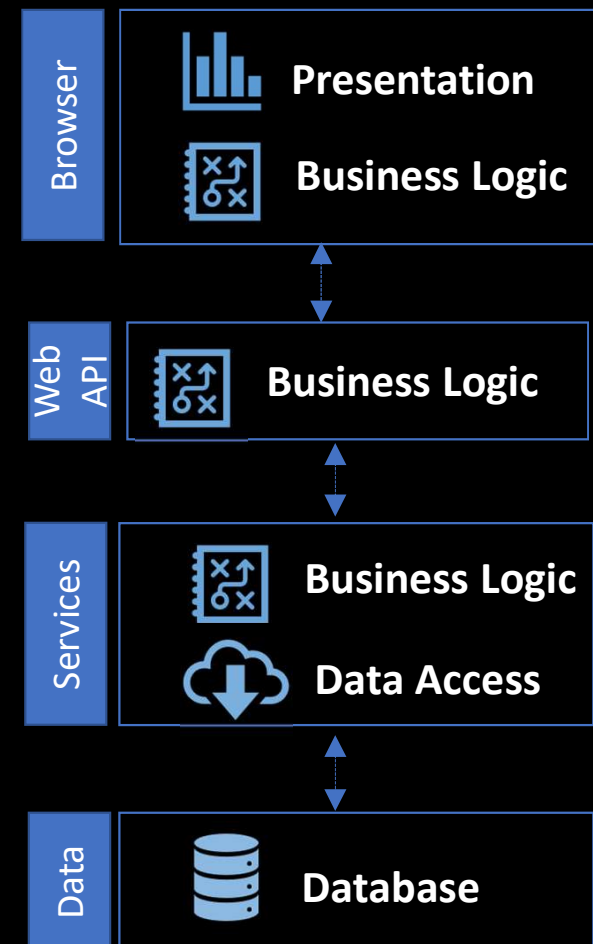 Browser
Presentation
Business Logic
Web
API
Business Logic
Services
Business Logic
Data Access
Data
Database